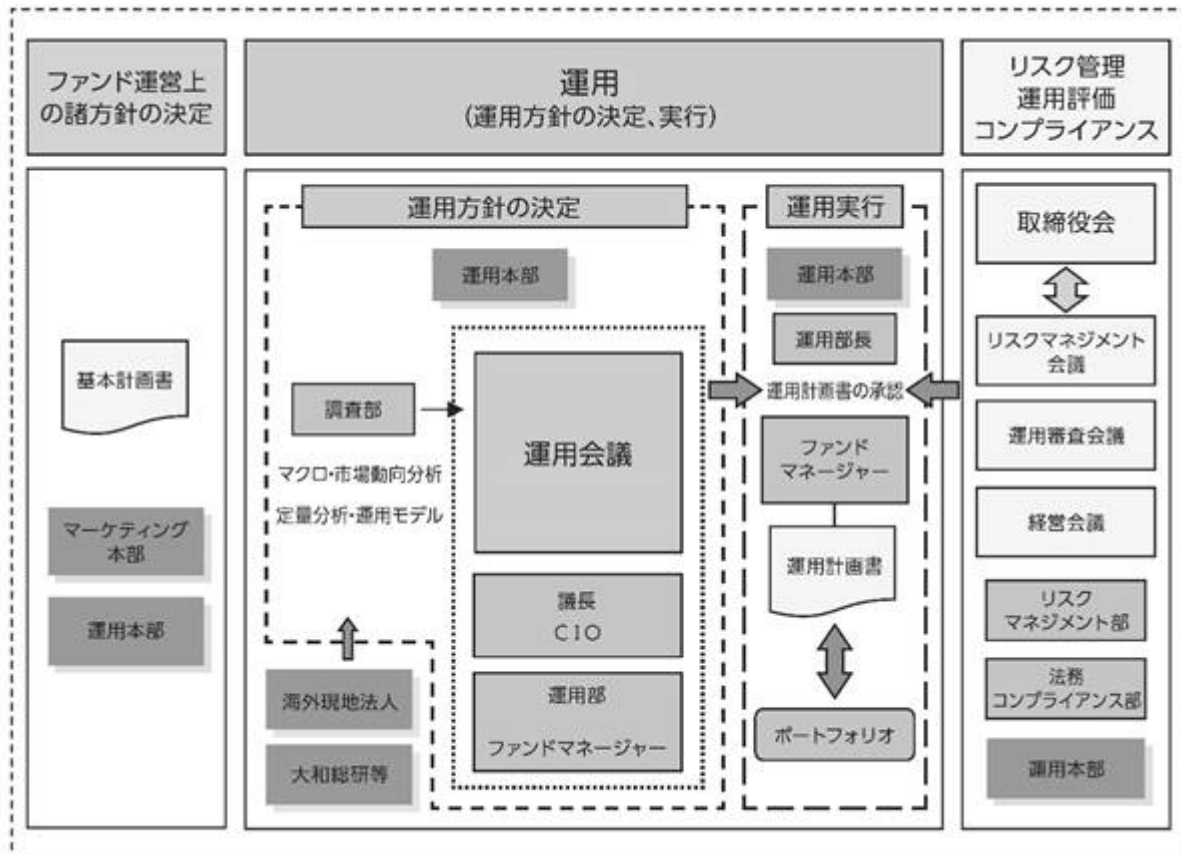 ファンド運営上
の諸方針の決定
運用
(運用方針の決定、実行)
リスク管理
運用評価
コンプライアンス
基本計画書
マーケティング
本部
運用本部
運用方針の決定
運用本部
調査部
マクロ・市場動向分析
定量分析・運用モデル
海外現地法人
大和総研等
運用会議
議長
CIO
運用部
ファンドマネージャー
運用実行
運用本部
運用部長
運用計画書の承認
ファンド
マネージャー
運用計画書
ポートフォリオ
取締役会
リスクマネジメント
会議
運用審査会議
経営会議
リスク
マネジメント部
法務
コンプライアンス部
運用本部